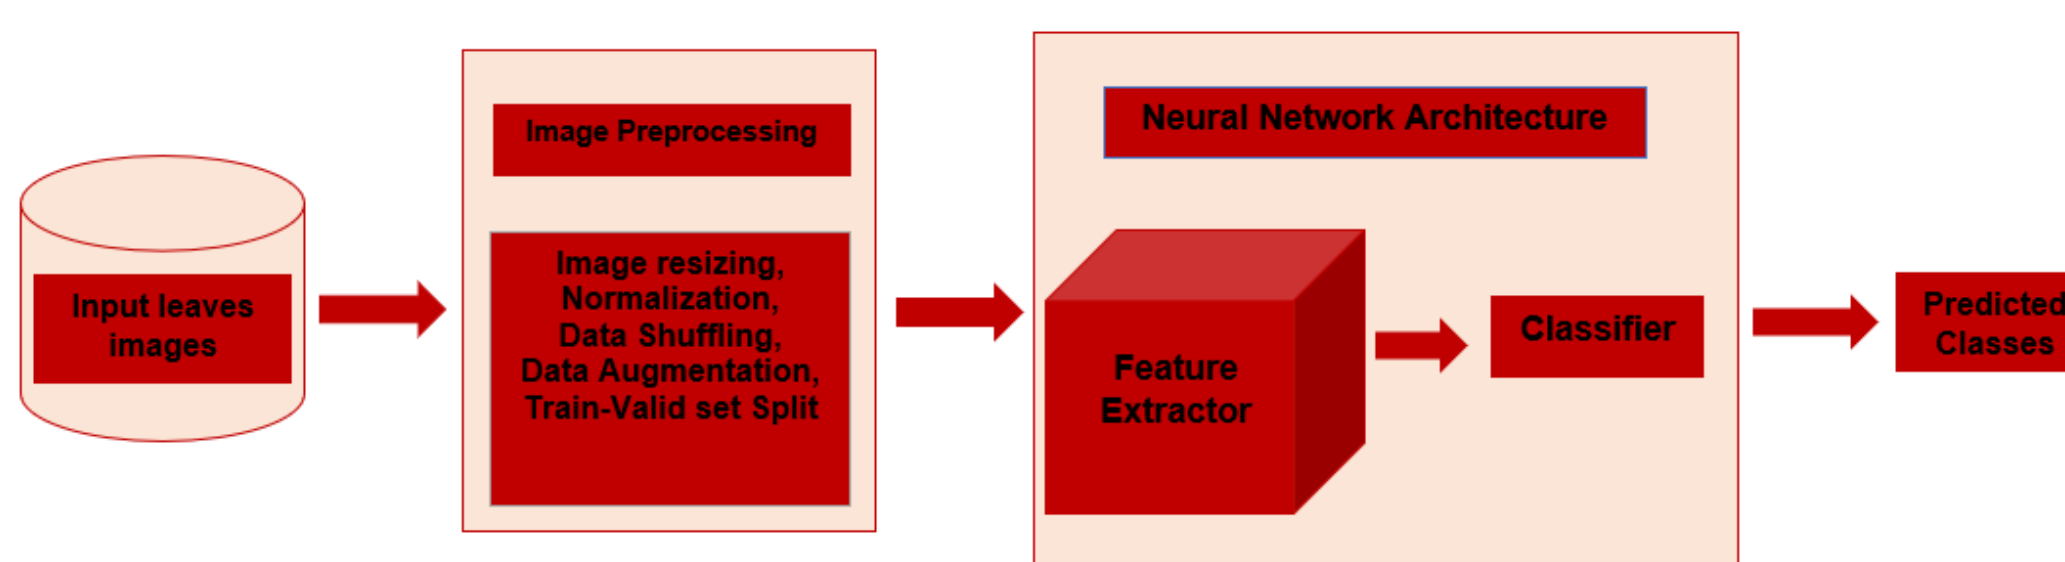 Input leaves
images
Image Preprocessing
Image resizing,
Normalization,
Data Shuffling,
Data Augmentation,
Train-Valid set Split
Neural Network Architecture
Feature
Extractor
Classifier
Predicted
Classes